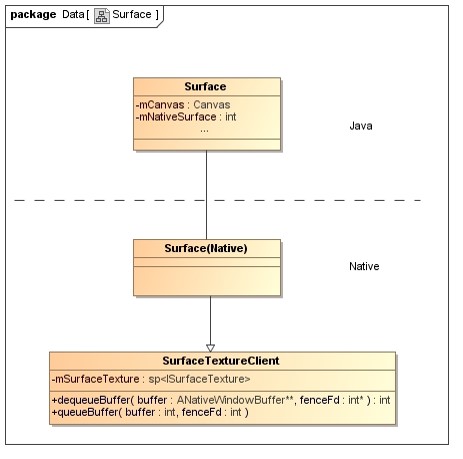 package Data[ Surface ]
Surface
-mCanvas : Canvas
-mNativeSurface : int
...
Java
Surface(Native)
Native
SurfaceTextureClient
-mSurfaceTexture : sp<ISurfaceTexture>
+dequeueBuffer( buffer : ANativeWindowBuffer**, fenceFd : int* ) : int
+queueBuffer( buffer : int, fenceFd : int )